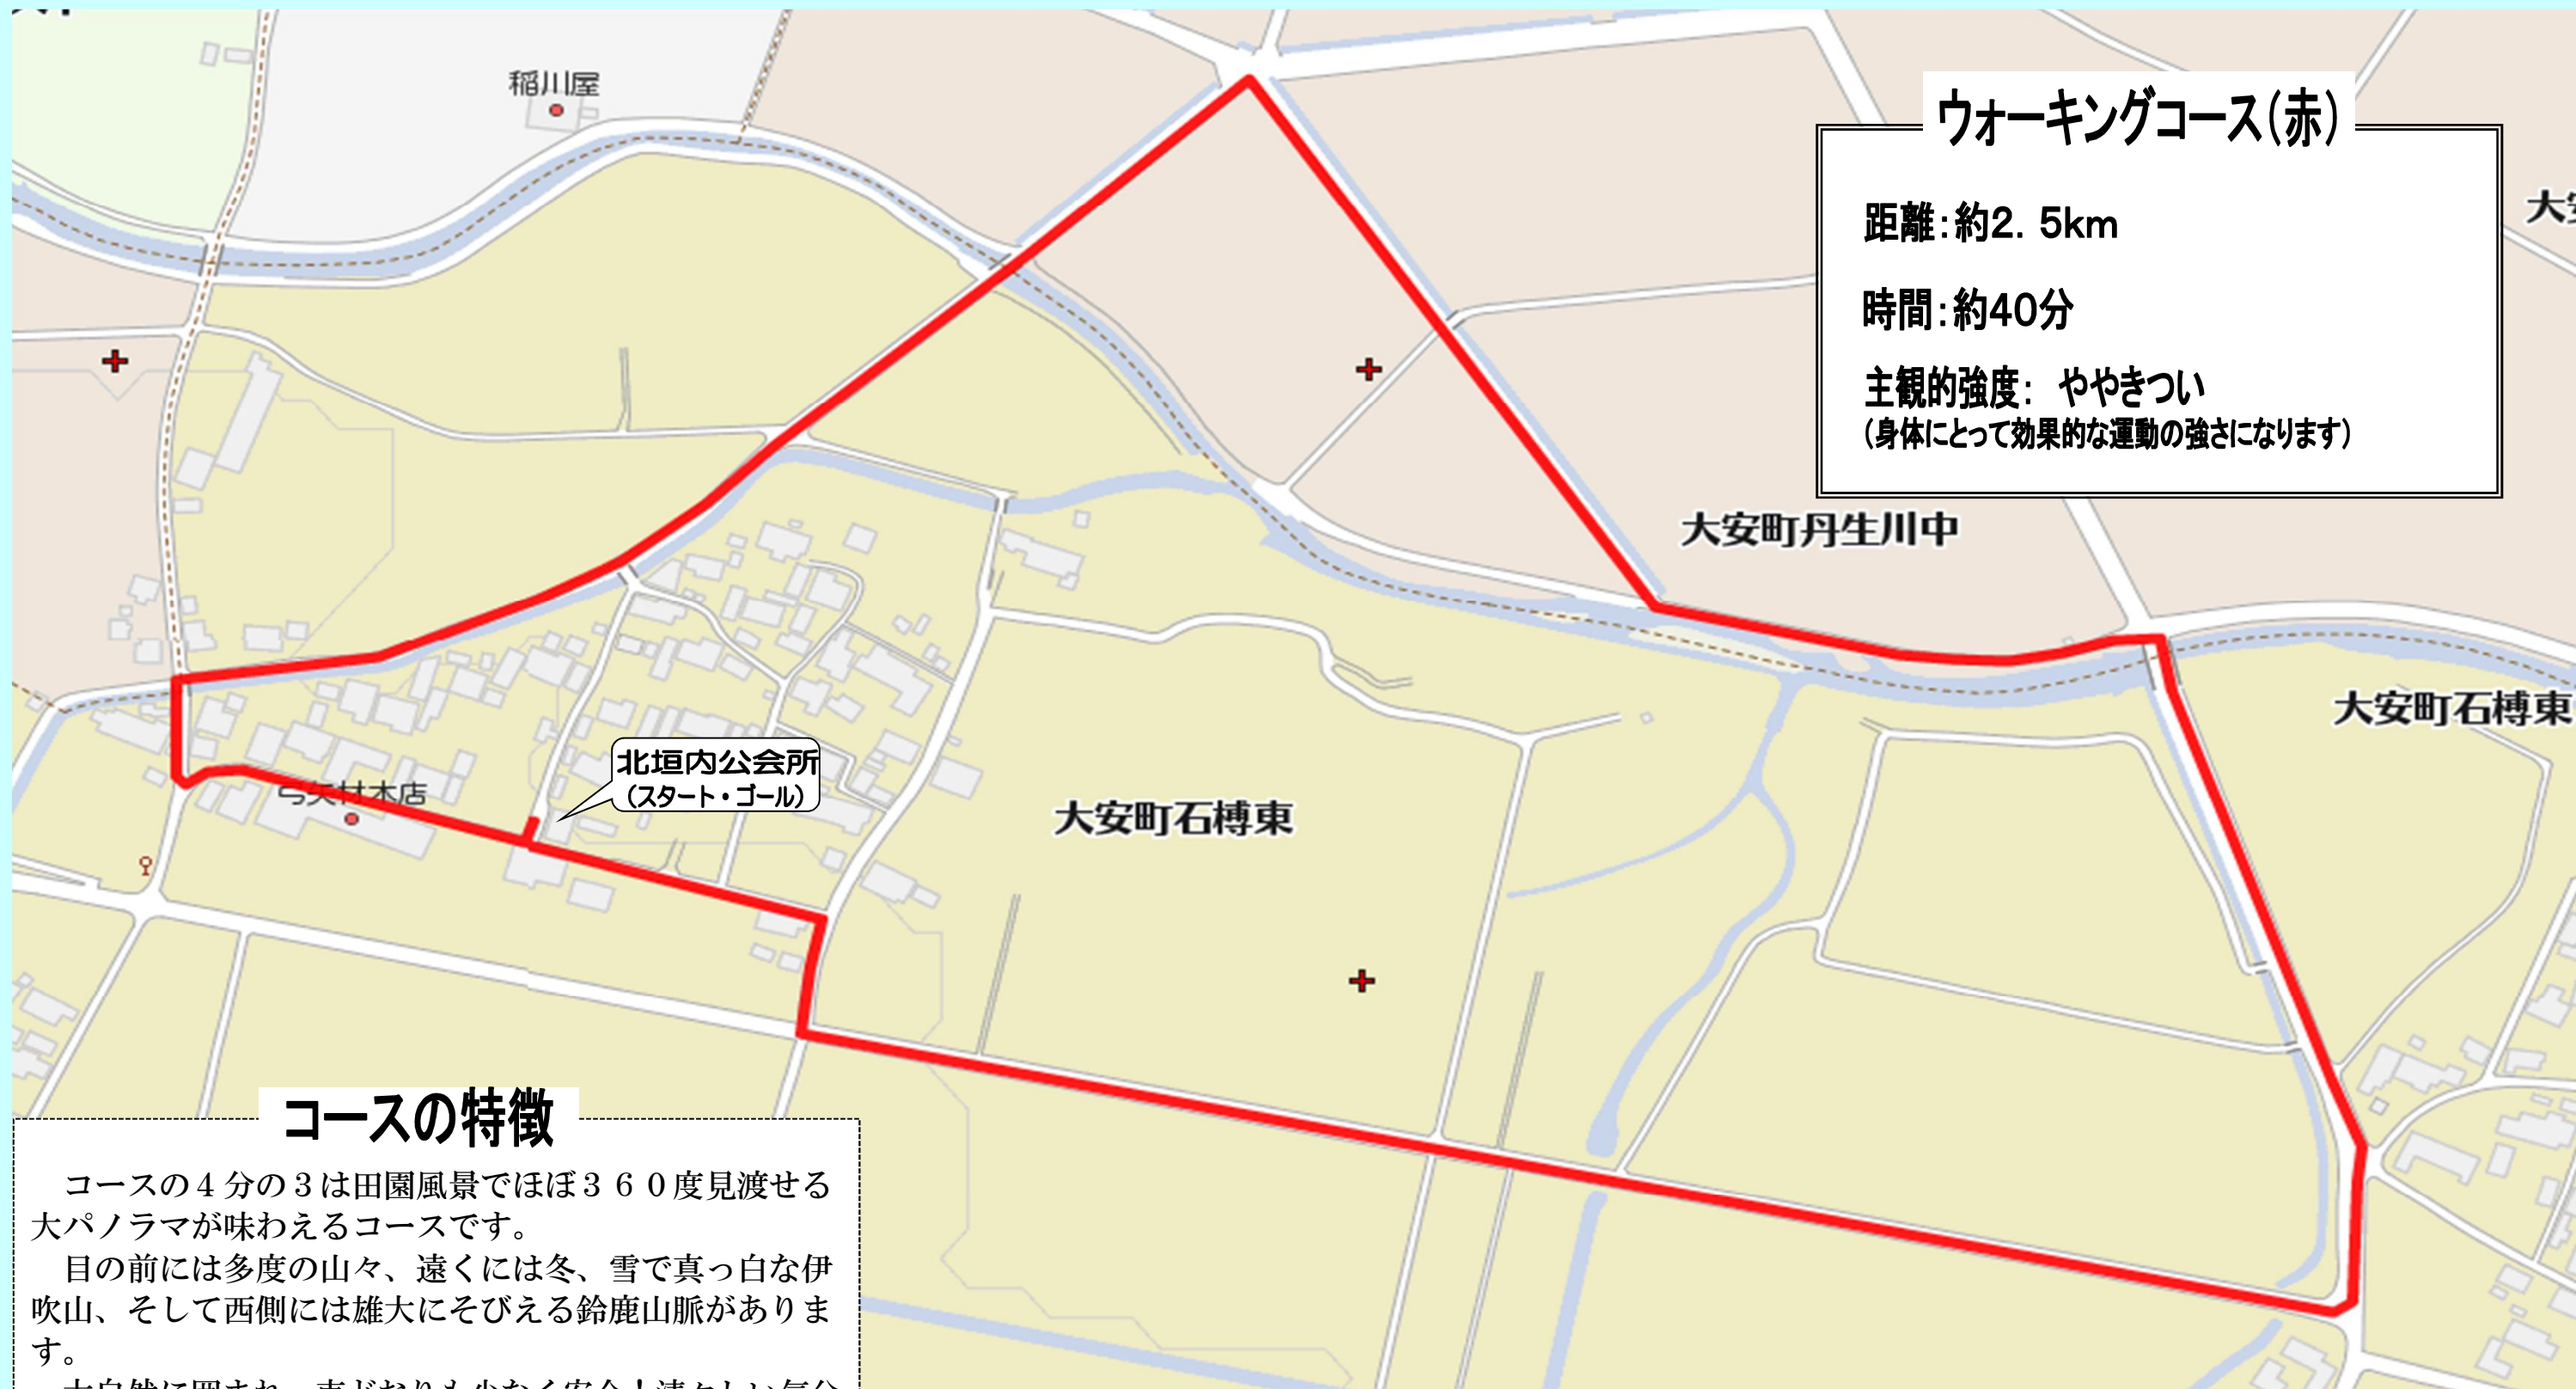 稲川屋
ウォーキングコース(赤)
距離:約2.5km
時間:約40分
主観的強度: ややきつい
(身体にとって効果的な運動の強さになります)
大安町丹生川中
大安町石榑東
北垣内公会所
(スタート・ゴール)
弓矢材木店
大安町石榑東
コースの特徴
コースの4分の3は田園風景でほぼ360度見渡せる
大パノラマが味わえるコースです。
目の前には多度の山々、遠くには冬、雪で真っ白な伊
吹山、そして西側には雄大にそびえる鈴鹿山脈がありま
す。